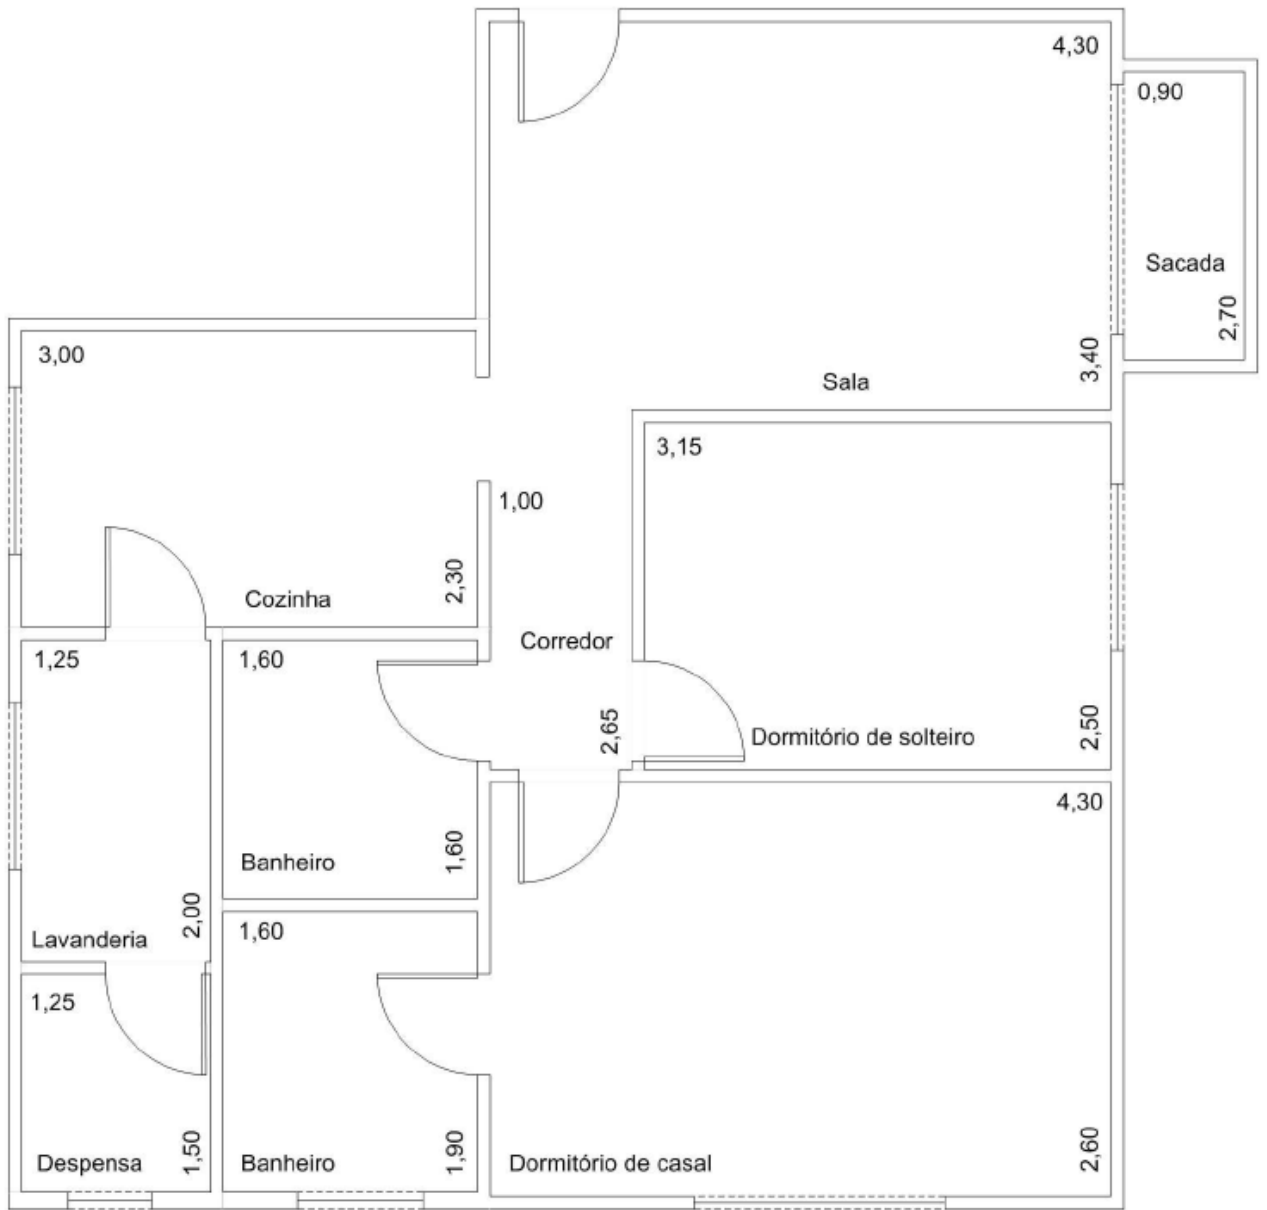 4,30
0,90
Sacada
2,70
3,40
Sala
3,00
3,15
1,00
2,30
Cozinha
Corredor
1,25
1,60
2,65
Dormitório de solteiro
2,50
4,30
1,60
Banheiro
2,00
Lavanderia
1,60
1,25
Despensa
1,50
Banheiro
1,90
Dormitório de casal
2,60